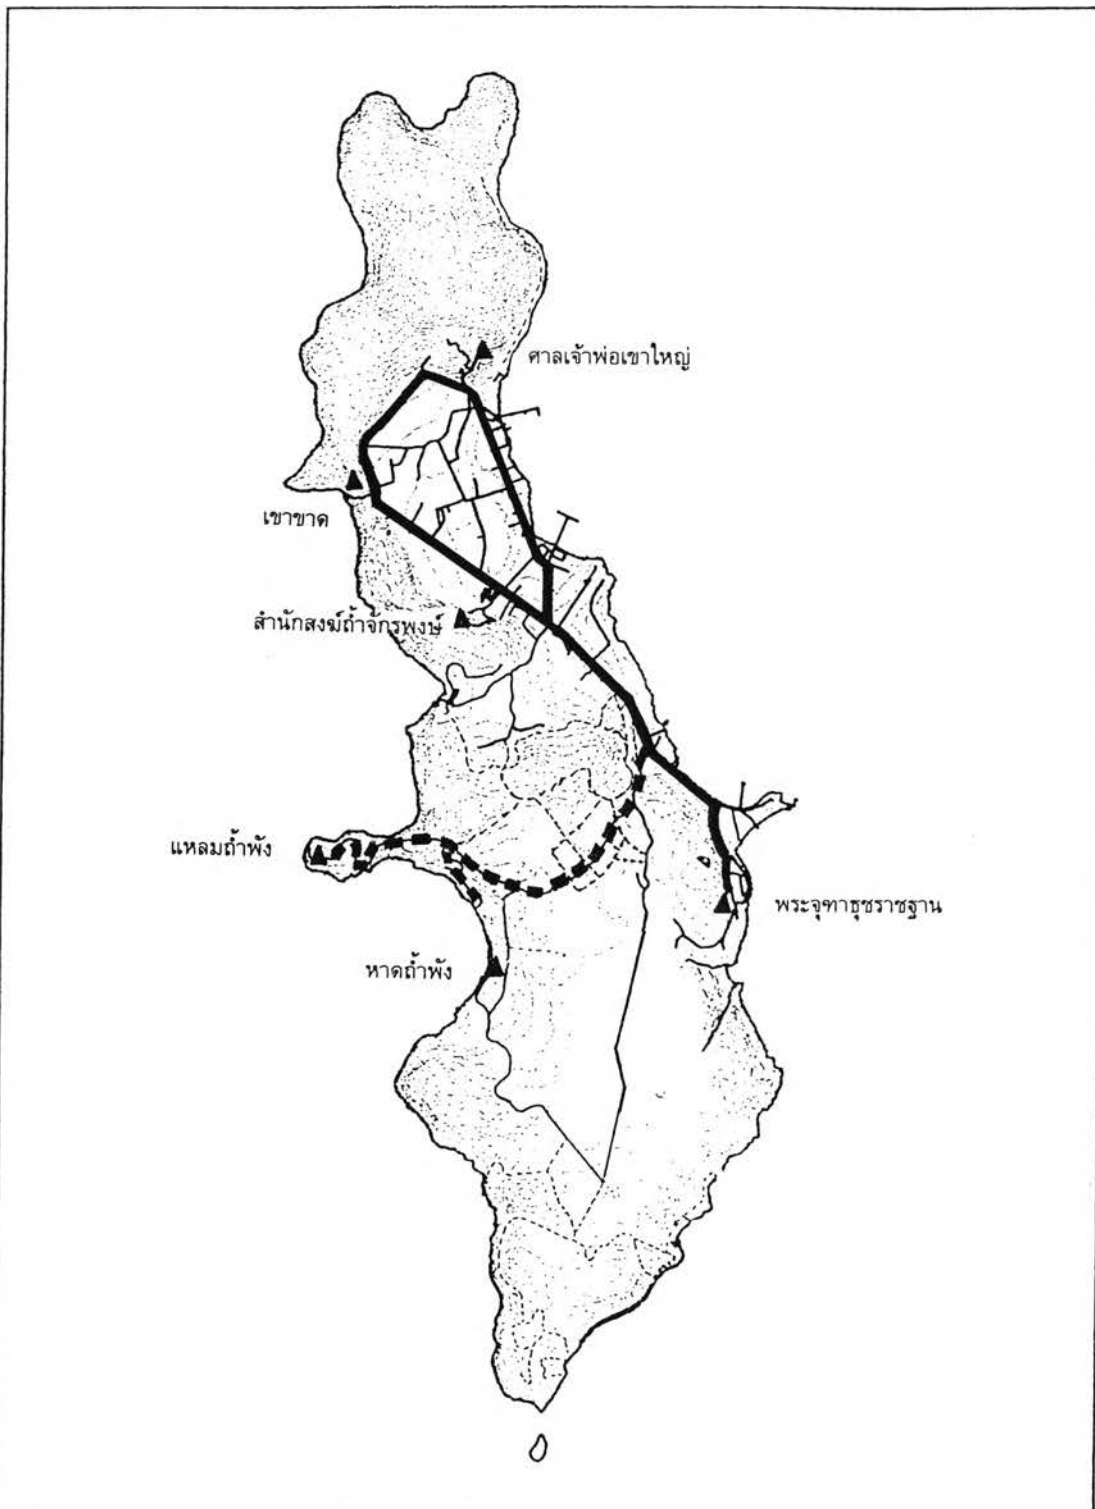 ศาลเจ้าพ่อเขาใหญ่
เขาขาด
สำนักสงฆ์ถ้ำจักรพงษ์
แหลมถ้ำพัง
พระจุฑาธุชราชฐาน
หาดถ้ำพัง